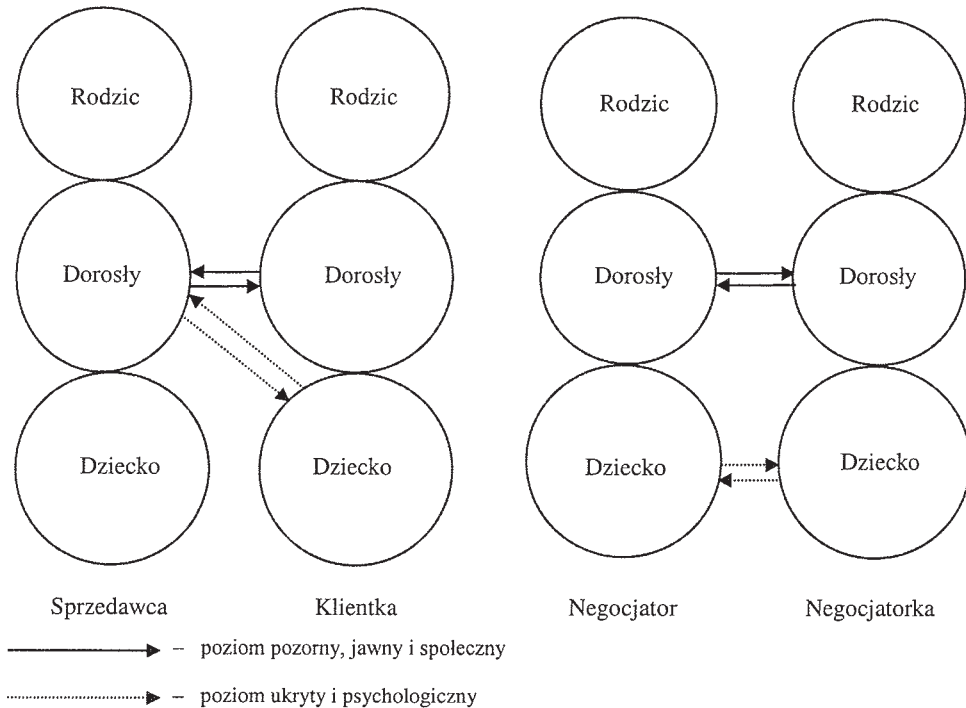 Rodzic Rodzic Rodzic Rodzic
Dorosły Dorosły Dorosły Dorosły
Dziecko Dziecko Dziecko Dziecko
Sprzedawca Klientka Negocjator Negocjatorka
– poziom pozorny, jawny i społeczny
– poziom ukryty i psychologiczny